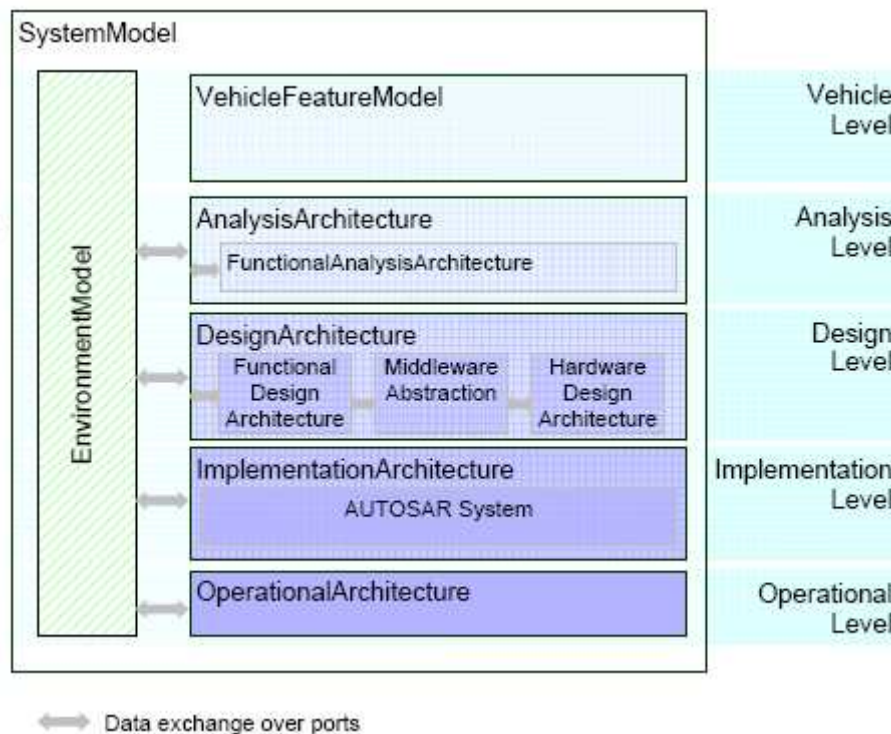 SystemModel
EnvironmentModel
VehicleFeatureModel
Vehicle
Level
AnalysisArchitecture
FunctionalAnalysisArchitecture
Analysis
Level
DesignArchitecture
Functional
Design
Architecture
Middleware
Abstraction
Hardware
Design
Architecture
Design
Level
ImplementationArchitecture
AUTOSAR System
Implementation
Level
OperationalArchitecture
Operational
Level
Data exchange over ports